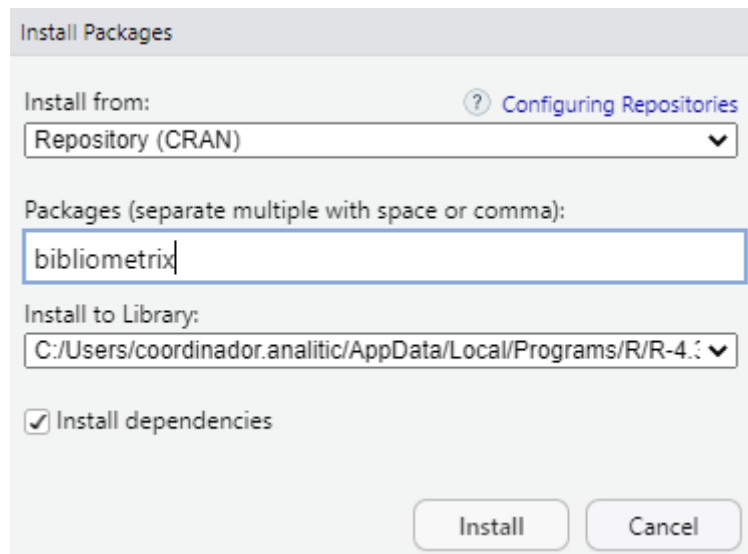 Install Packages
Install from:
? Configuring Repositories
Repository (CRAN)
Packages (separate multiple with space or comma):
bibliometrix
Install to Library:
C:/Users/coordinador.analitic/AppData/Local/Programs/R/R-4.3
Install dependencies
Install Cancel